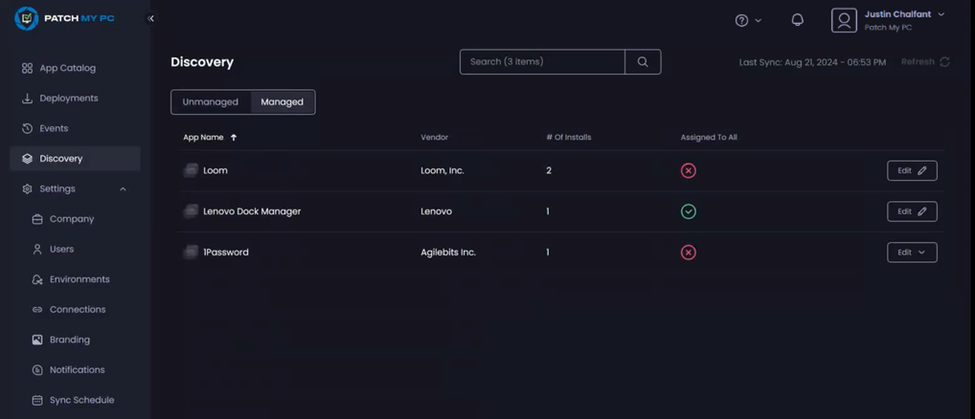 PATCH MY PC
Justin Chalfant
Patch My PC
App Catalog
Deployments
Events
Discovery
Settings
Company
Users
Environments
Connections
Branding
Notifications
Sync Schedule
Discovery
Search (3 items)
Last Sync: Aug 21, 2024 - 06:53 PM Refresh
Unmanaged Managed
App Name Vendor # Of Installs Assigned To All
Loom Loom, Inc. 2 Edit
Lenovo Dock Manager Lenovo 1 Edit
1Password Agilebits Inc. 1 Edit